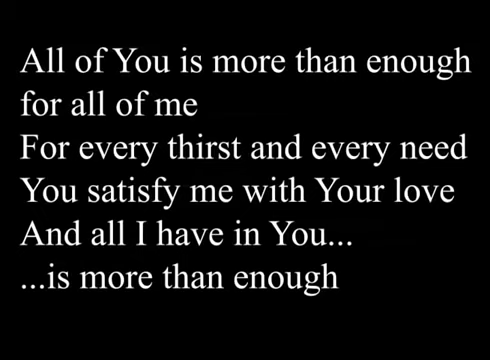 All of You is more than enough
for all of me
For every thirst and every need
You satisfy me with Your love
And all I have in You...
...is more than enough